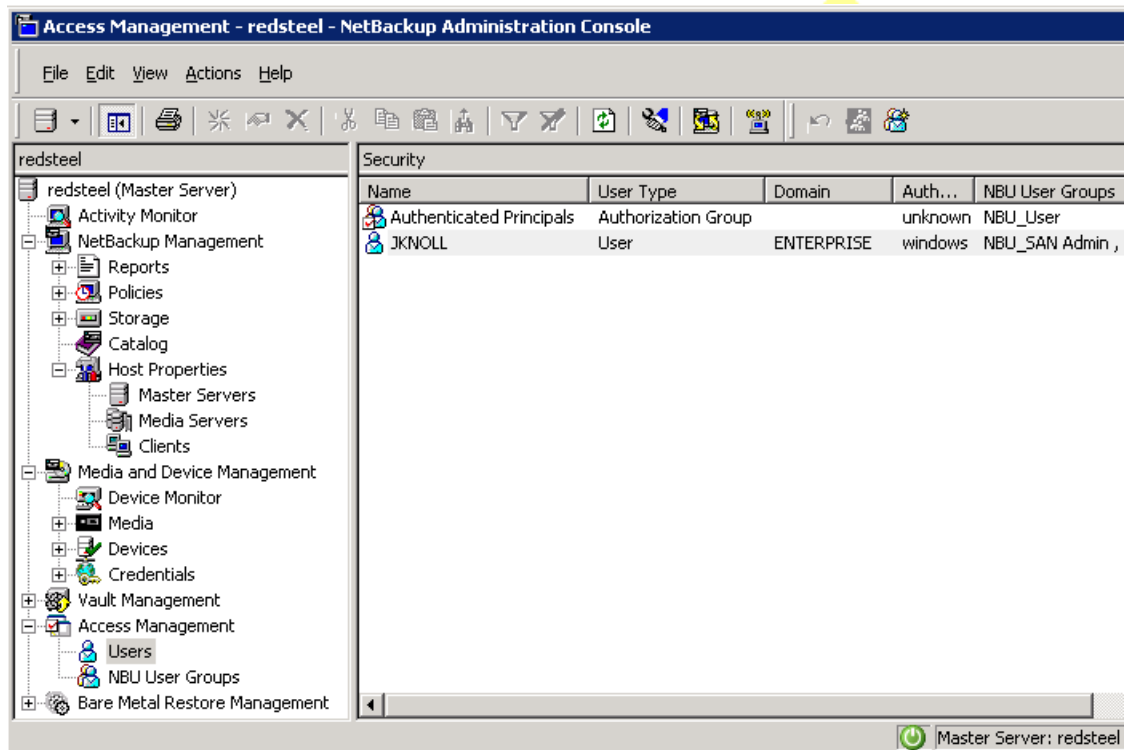 Access Management - redsteel - NetBackup Administration Console
File Edit View Actions Help
redsteel
Security
redsteel (Master Server)
Activity Monitor
NetBackup Management
Reports
Policies
Storage
Catalog
Host Properties
Master Servers
Media Servers
Clients
Media and Device Management
Device Monitor
Media
Devices
Credentials
Vault Management
Access Management
Users
NBU User Groups
Bare Metal Restore Management
Name User Type Domain Auth... NBU User Groups
Authenticated Principals Authorization Group unknown NBU_User
JKNOLL User ENTERPRISE windows NBU_SAN Admin ,
Master Server: redsteel